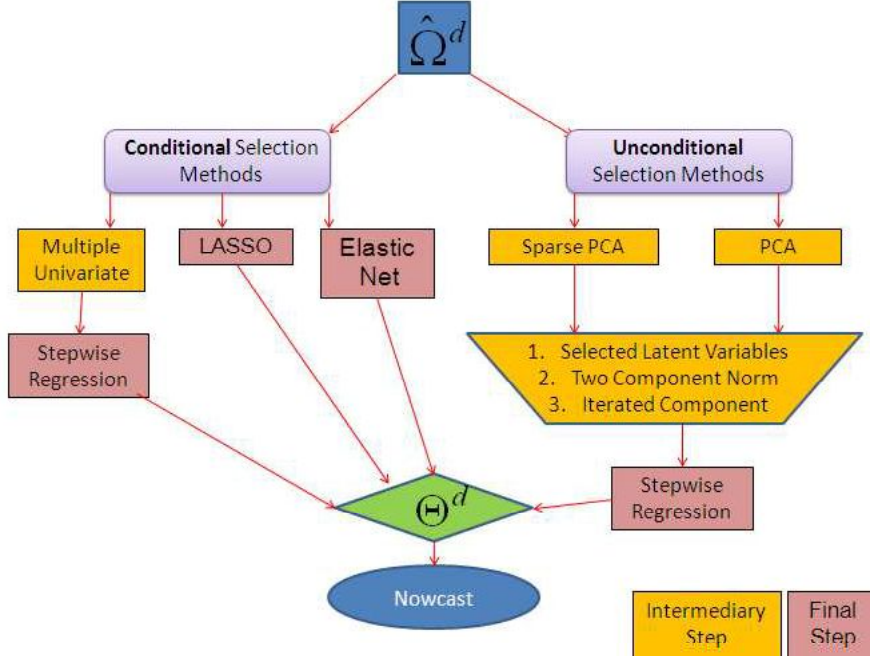 Ω̂^d
Conditional Selection
Methods
Unconditional
Selection Methods
Multiple
Univariate
LASSO
Elastic
Net
Sparse PCA
PCA
Stepwise
Regression
1. Selected Latent Variables
2. Two Component Norm
3. Iterated Component
Θ^d
Stepwise
Regression
Nowcast
Intermediary
Step
Final
Step